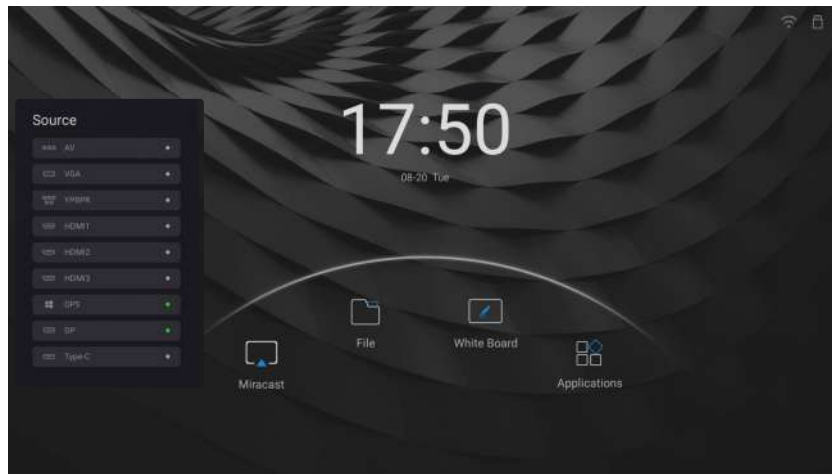 17:50
08-20 Tue
Source
AV
VGA
YPBPR
HDMI1
HDMI2
HDMI3
OPS
DP
Type-C
File
White Board
Miracast
Applications